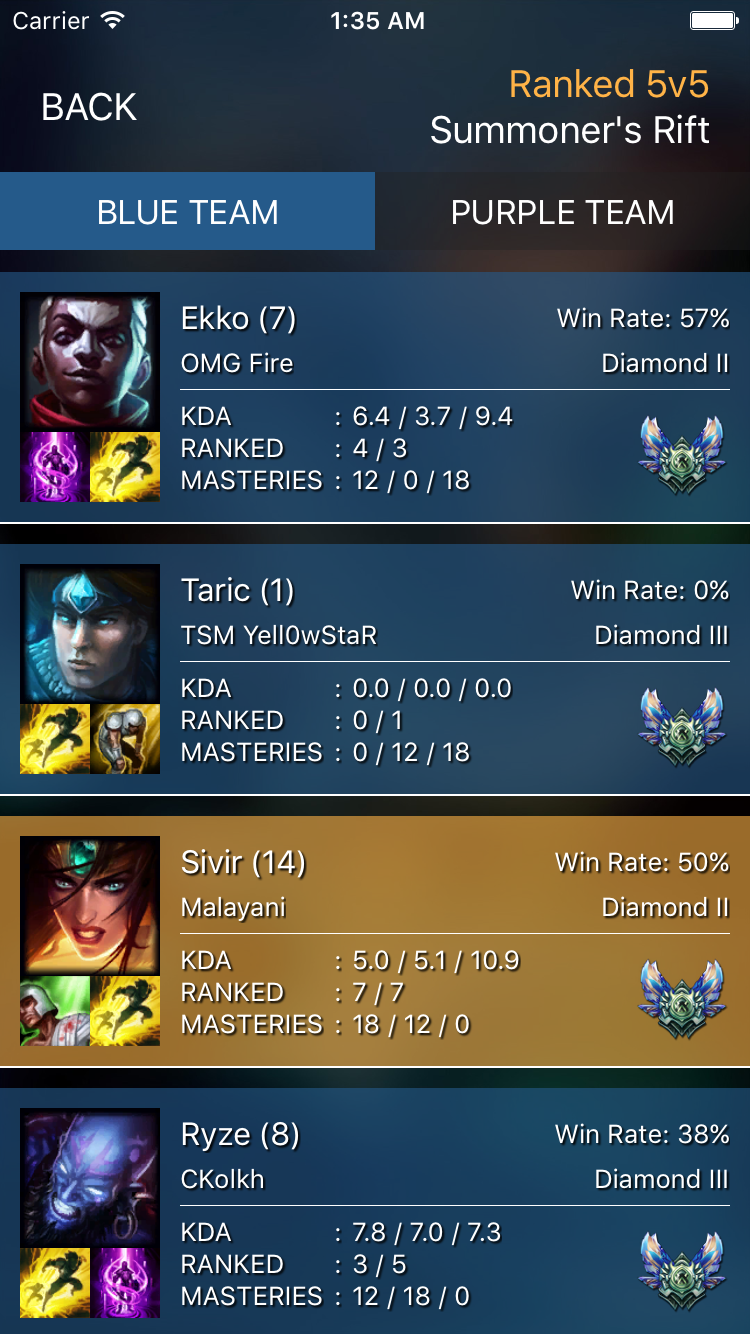 Carrier 1:35 AM
BACK
Ranked 5v5
Summoner's Rift
BLUE TEAM PURPLE TEAM
Ekko (7) Win Rate: 57%
OMG Fire Diamond II
KDA : 6.4 / 3.7 / 9.4
RANKED : 4 / 3
MASTERIES : 12 / 0 / 18
Taric (1) Win Rate: 0%
TSM Yell0wStaR Diamond III
KDA : 0.0 / 0.0 / 0.0
RANKED : 0 / 1
MASTERIES : 0 / 12 / 18
Sivir (14) Win Rate: 50%
Malayani Diamond II
KDA : 5.0 / 5.1 / 10.9
RANKED : 7 / 7
MASTERIES : 18 / 12 / 0
Ryze (8) Win Rate: 38%
CKolkh Diamond III
KDA : 7.8 / 7.0 / 7.3
RANKED : 3 / 5
MASTERIES : 12 / 18 / 0